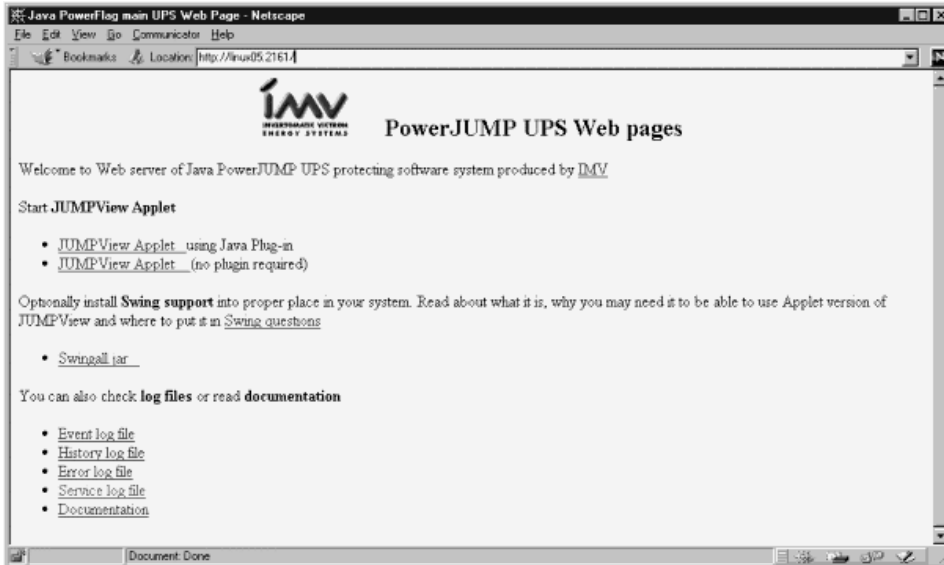 Java PowerFlag main UPS Web Page - Netscape
File Edit View Go Communicator Help
Bookmarks Location: http://linux05:2161/
imv
INVERTOMATIC VICTRON
ENERGY SYSTEMS
PowerJUMP UPS Web pages
Welcome to Web server of Java PowerJUMP UPS protecting software system produced by IMV
Start JUMPView Applet
• JUMPView Applet using Java Plug-in
• JUMPView Applet (no plugin required)
Optionally install Swing support into proper place in your system. Read about what it is, why you may need it to be able to use Applet version of
JUMPView and where to put it in Swing questions
• Swingall jar
You can also check log files or read documentation
• Event log file
• History log file
• Error log file
• Service log file
• Documentation
Document: Done